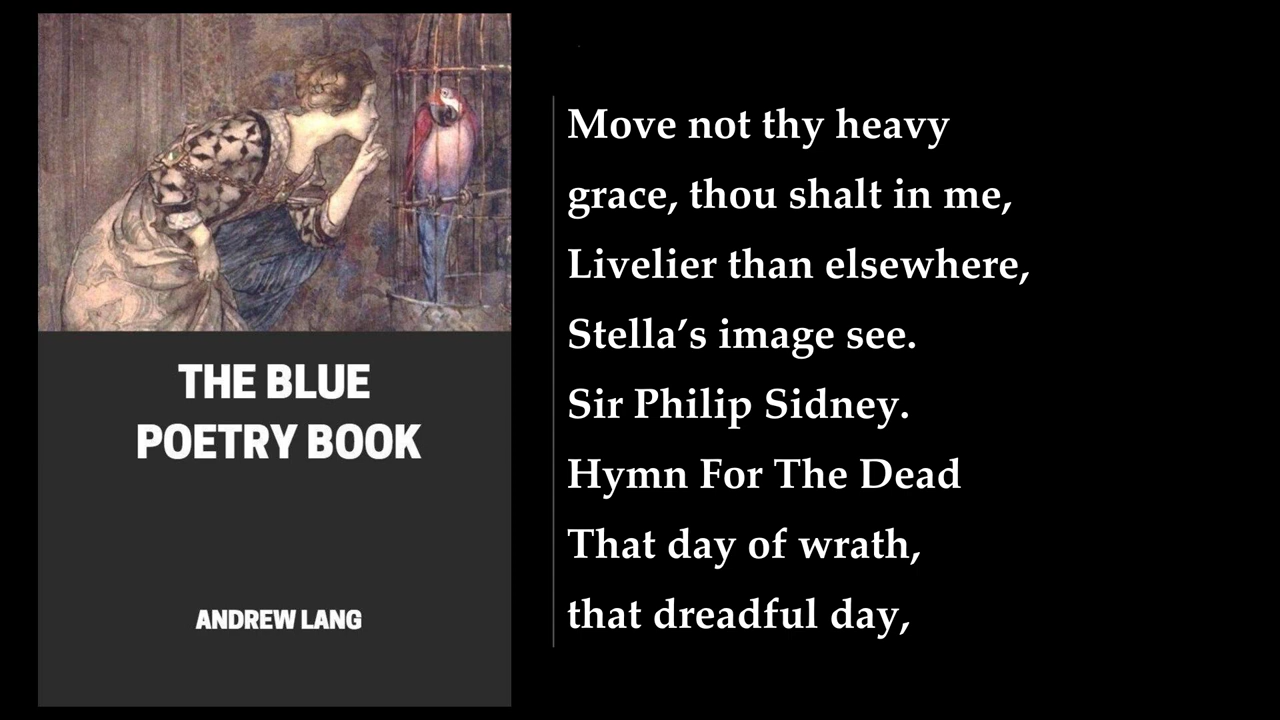 THE BLUE
POETRY BOOK
ANDREW LANG
Move not thy heavy
grace, thou shalt in me,
Livelier than elsewhere,
Stella’s image see.
Sir Philip Sidney.
Hymn For The Dead
That day of wrath,
that dreadful day,